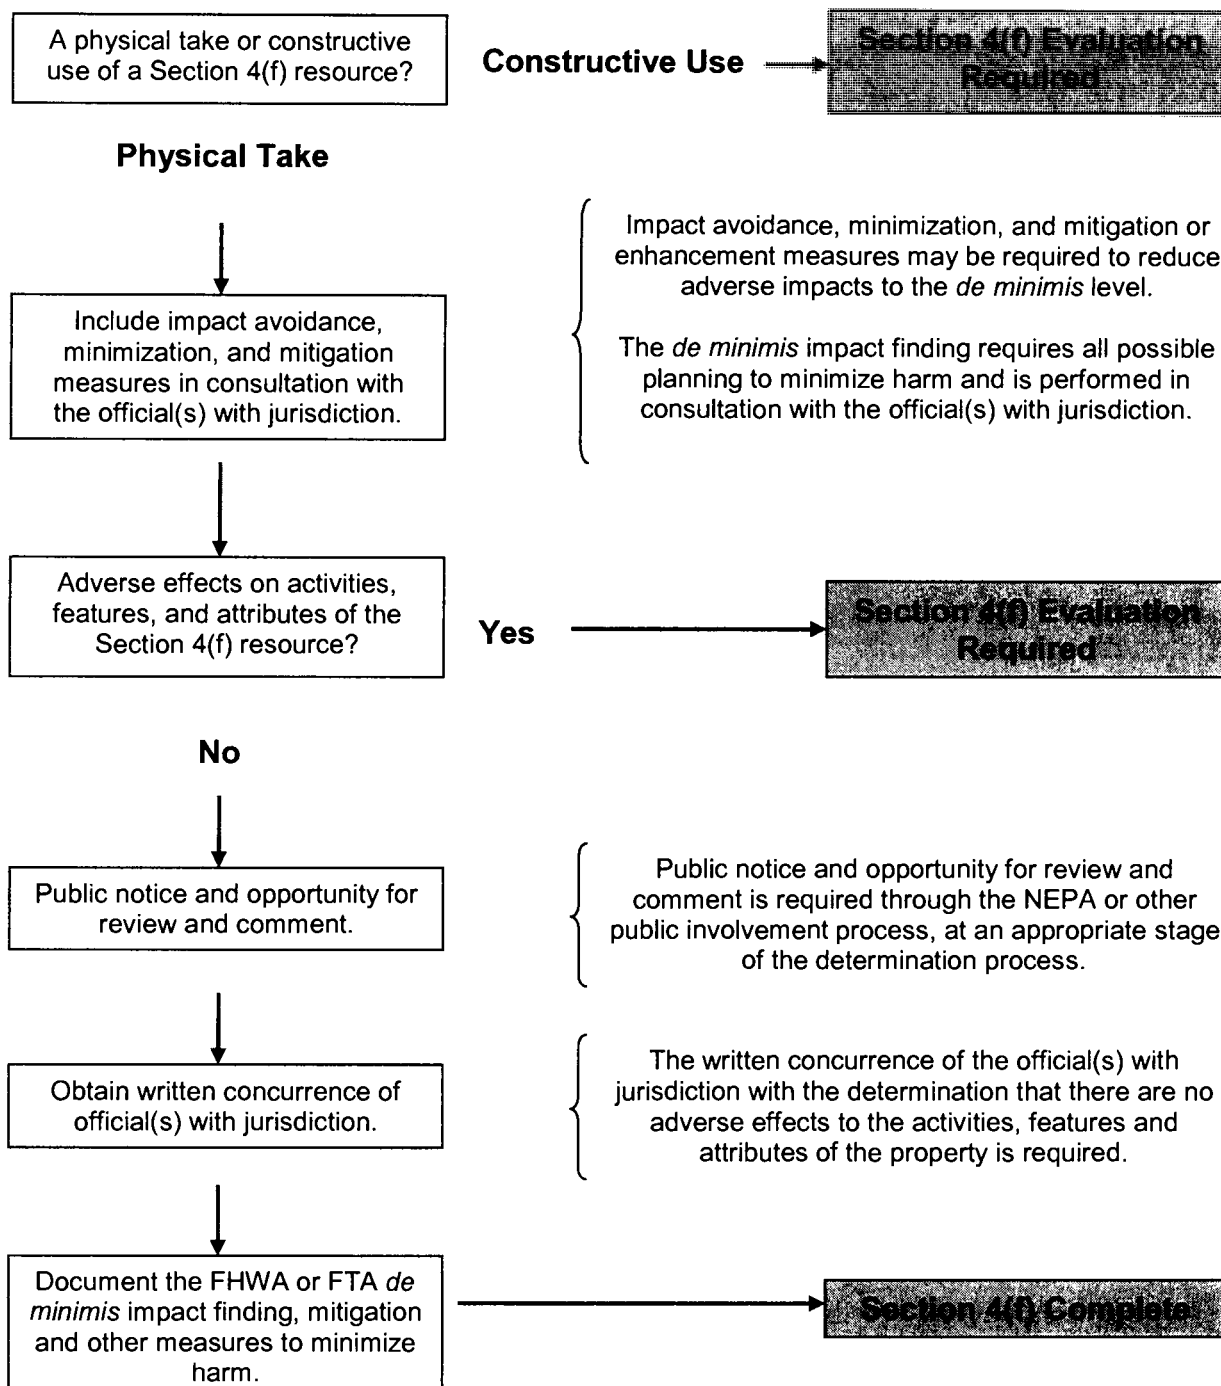 A physical take or constructive
use of a Section 4(f) resource?
Constructive Use
Section 4(f) Evaluation
Required
Physical Take
Impact avoidance, minimization, and mitigation or
enhancement measures may be required to reduce
adverse impacts to the de minimis level.
The de minimis impact finding requires all possible
planning to minimize harm and is performed in
consultation with the official(s) with jurisdiction.
Include impact avoidance,
minimization, and mitigation
measures in consultation with
the official(s) with jurisdiction.
Adverse effects on activities,
features, and attributes of the
Section 4(f) resource?
Yes
Section 4(f) Evaluation
Required
No
Public notice and opportunity for
review and comment.
Public notice and opportunity for review and
comment is required through the NEPA or other
public involvement process, at an appropriate stage
of the determination process.
Obtain written concurrence of
official(s) with jurisdiction.
The written concurrence of the official(s) with
jurisdiction with the determination that there are no
adverse effects to the activities, features and
attributes of the property is required.
Document the FHWA or FTA de
minimis impact finding, mitigation
and other measures to minimize
harm.
Section 4(f) Complete